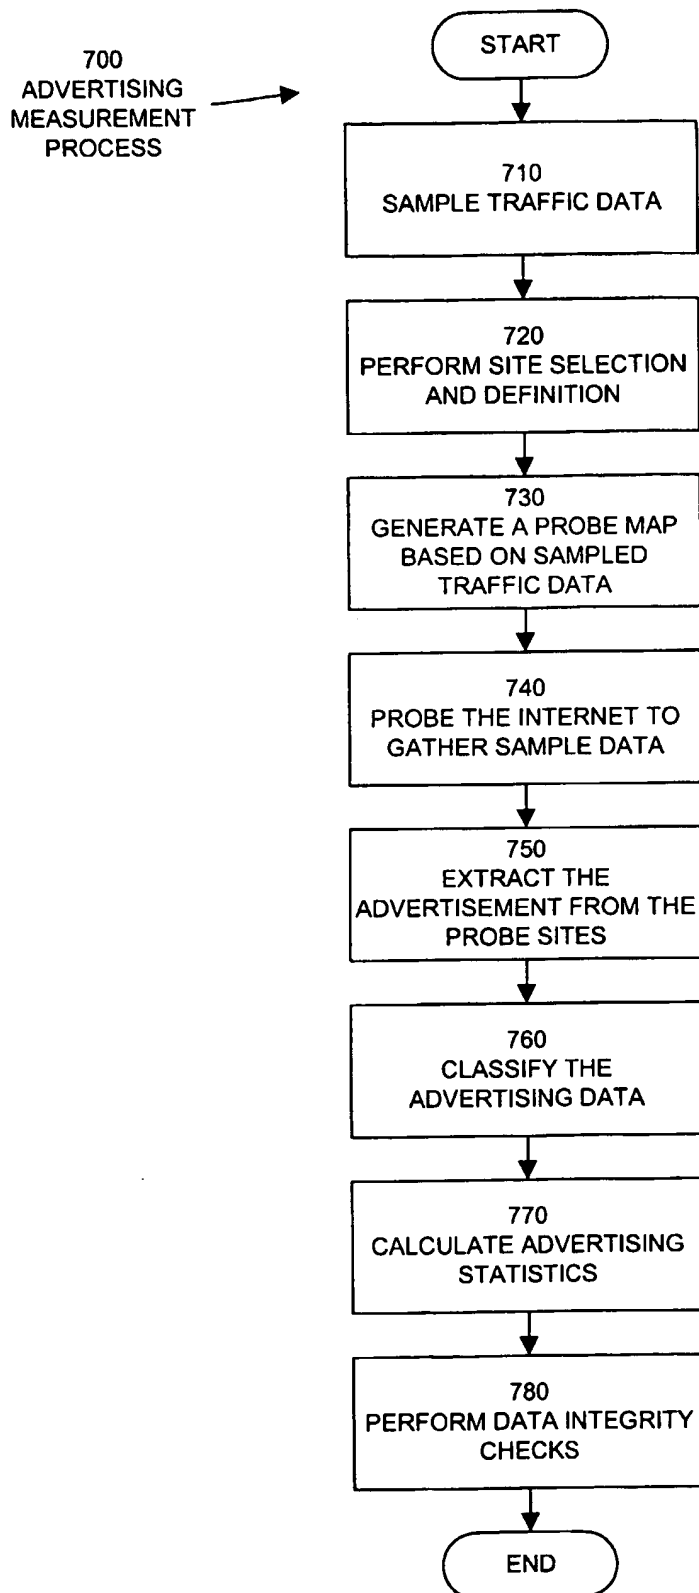 700
ADVERTISING
MEASUREMENT
PROCESS
START
710
SAMPLE TRAFFIC DATA
720
PERFORM SITE SELECTION
AND DEFINITION
730
GENERATE A PROBE MAP
BASED ON SAMPLED
TRAFFIC DATA
740
PROBE THE INTERNET TO
GATHER SAMPLE DATA
750
EXTRACT THE
ADVERTISEMENT FROM THE
PROBE SITES
760
CLASSIFY THE
ADVERTISING DATA
770
CALCULATE ADVERTISING
STATISTICS
780
PERFORM DATA INTEGRITY
CHECKS
END